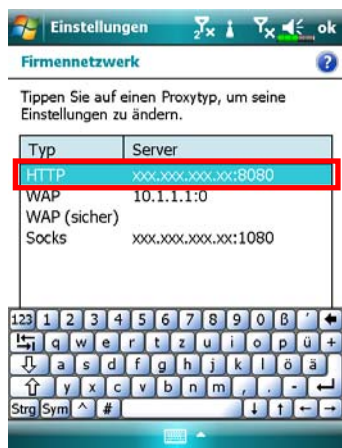 Einstellungen ok
Firmennetzwerk
Tippen Sie auf einen Proxytyp, um seine
Einstellungen zu ändern.
Typ Server
HTTP xxx.xxx.xxx.xx:8080
WAP 10.1.1.1:0
WAP (sicher)
Socks xxx.xxx.xxx.xx:1080
123 1 2 3 4 5 6 7 8 9 0 ß ´
q w e r t z u i o p ü +
a s d f g h j k l ö ä
y x c v b n m , . -
Strg Sym ^ #